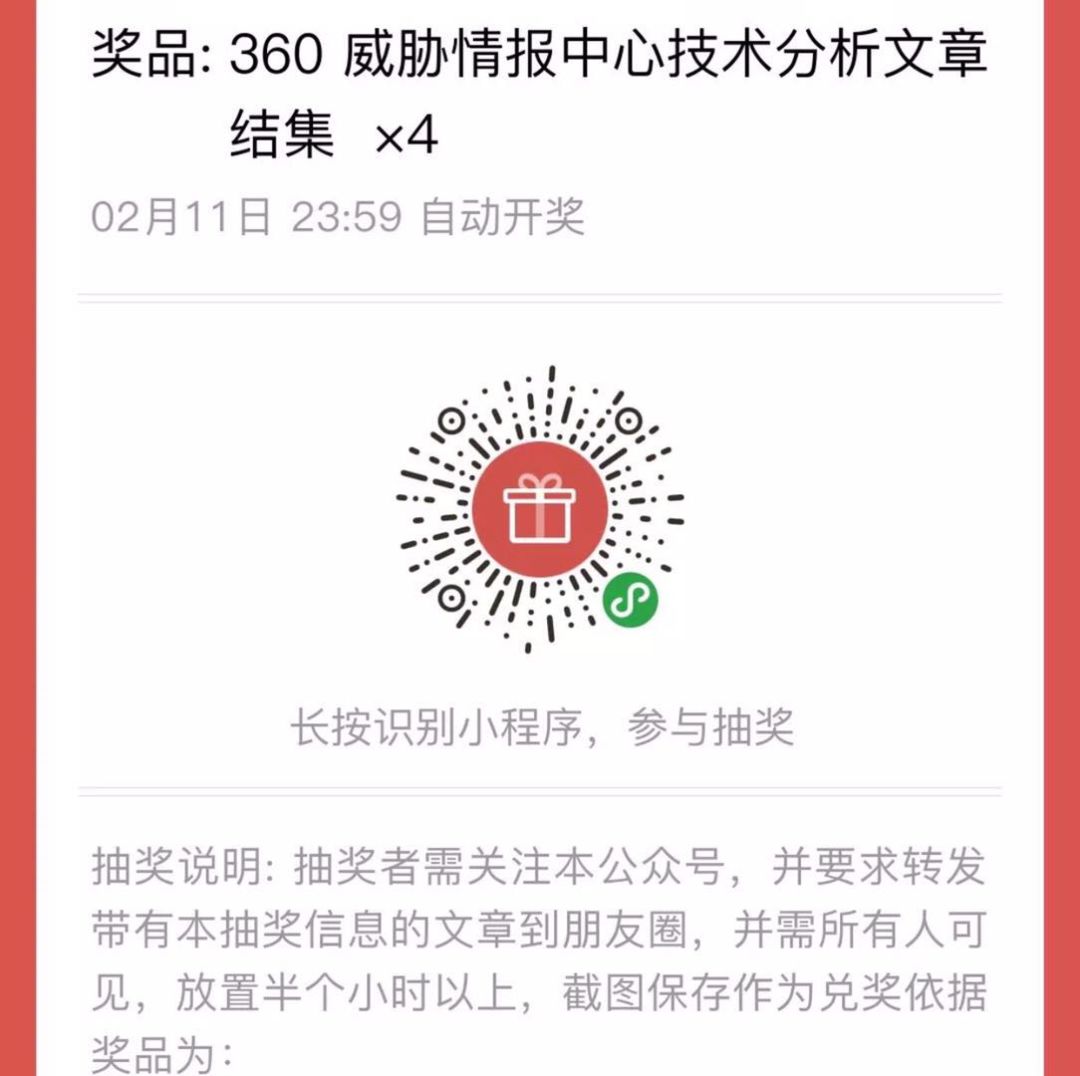 奖品: 360 威胁情报中心技术分析文章
结集 ×4
02月11日 23:59 自动开奖
长按识别小程序，参与抽奖
抽奖说明: 抽奖者需关注本公众号，并要求转发
带有本抽奖信息的文章到朋友圈，并需所有人可
见，放置半个小时以上，截图保存作为兑奖依据
奖品为：